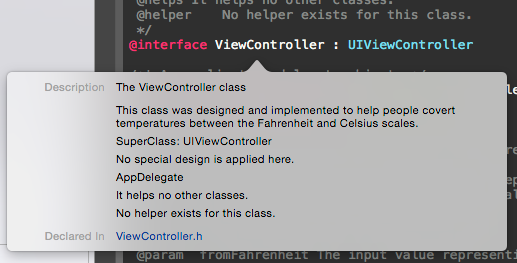 @helps It helps no other classes.
@helper No helper exists for this class.
*/
@interface ViewController : UIViewController
Description The ViewController class
This class was designed and implemented to help people covert
temperatures between the Fahrenheit and Celsius scales.
SuperClass: UIViewController
No special design is applied here.
AppDelegate
It helps no other classes.
No helper exists for this class.
Declared In ViewController.h
@param fromFahrenheit The input value representi